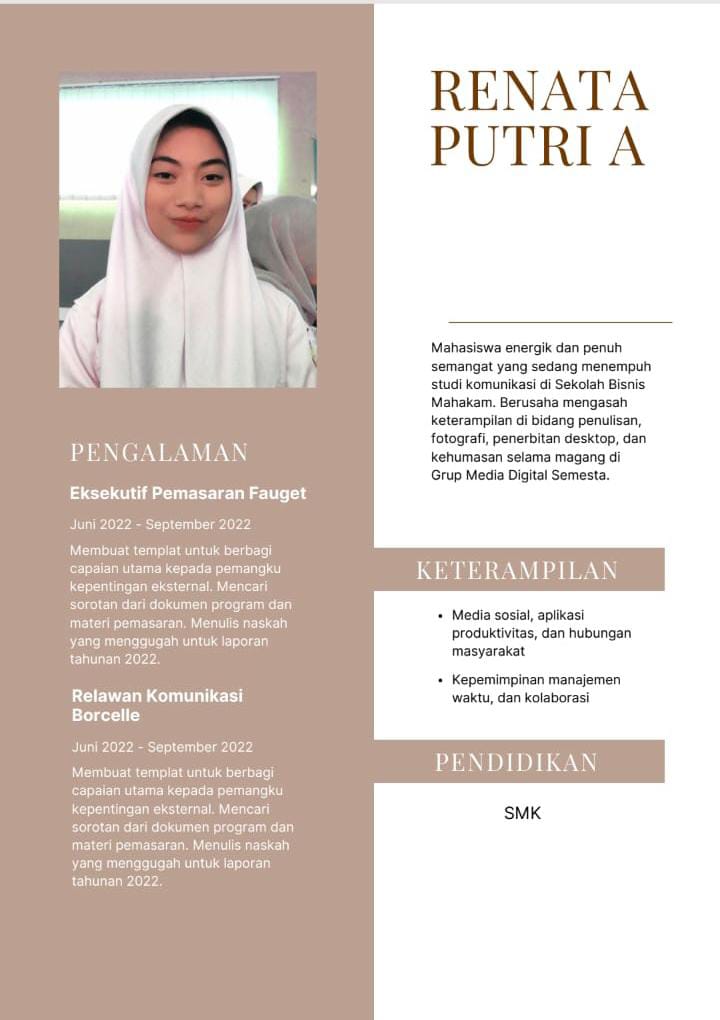 RENATA
PUTRI A
Mahasiswa energik dan penuh
semangat yang sedang menempuh
studi komunikasi di Sekolah Bisnis
Mahakam. Berusaha mengasah
keterampilan di bidang penulisan,
fotografi, penerbitan desktop, dan
kehumasan selama magang di
Grup Media Digital Semesta.
PENGALAMAN
Eksekutif Pemasaran Fauget
Juni 2022 - September 2022
Membuat templat untuk berbagi
capaian utama kepada pemangku
kepentingan eksternal. Mencari
sorotan dari dokumen program dan
materi pemasaran. Menulis naskah
yang menggugah untuk laporan
tahunan 2022.
Relawan Komunikasi
Borcelle
Juni 2022 - September 2022
Membuat templat untuk berbagi
capaian utama kepada pemangku
kepentingan eksternal. Mencari
sorotan dari dokumen program dan
materi pemasaran. Menulis naskah
yang menggugah untuk laporan
tahunan 2022.
KETERAMPILAN
• Media sosial, aplikasi
produktivitas, dan hubungan
masyarakat
• Kepemimpinan manajemen
waktu, dan kolaborasi
PENDIDIKAN
SMK